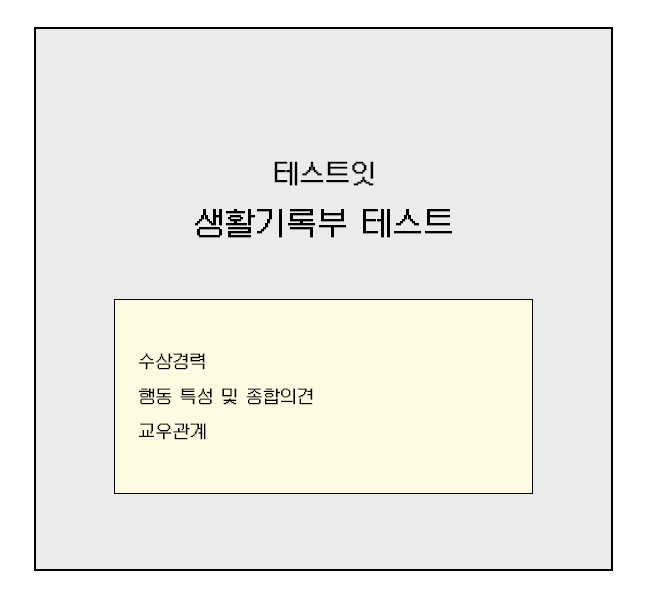 테스트잇
생활기록부 테스트
수상경력
행동 특성 및 종합의견
교우관계